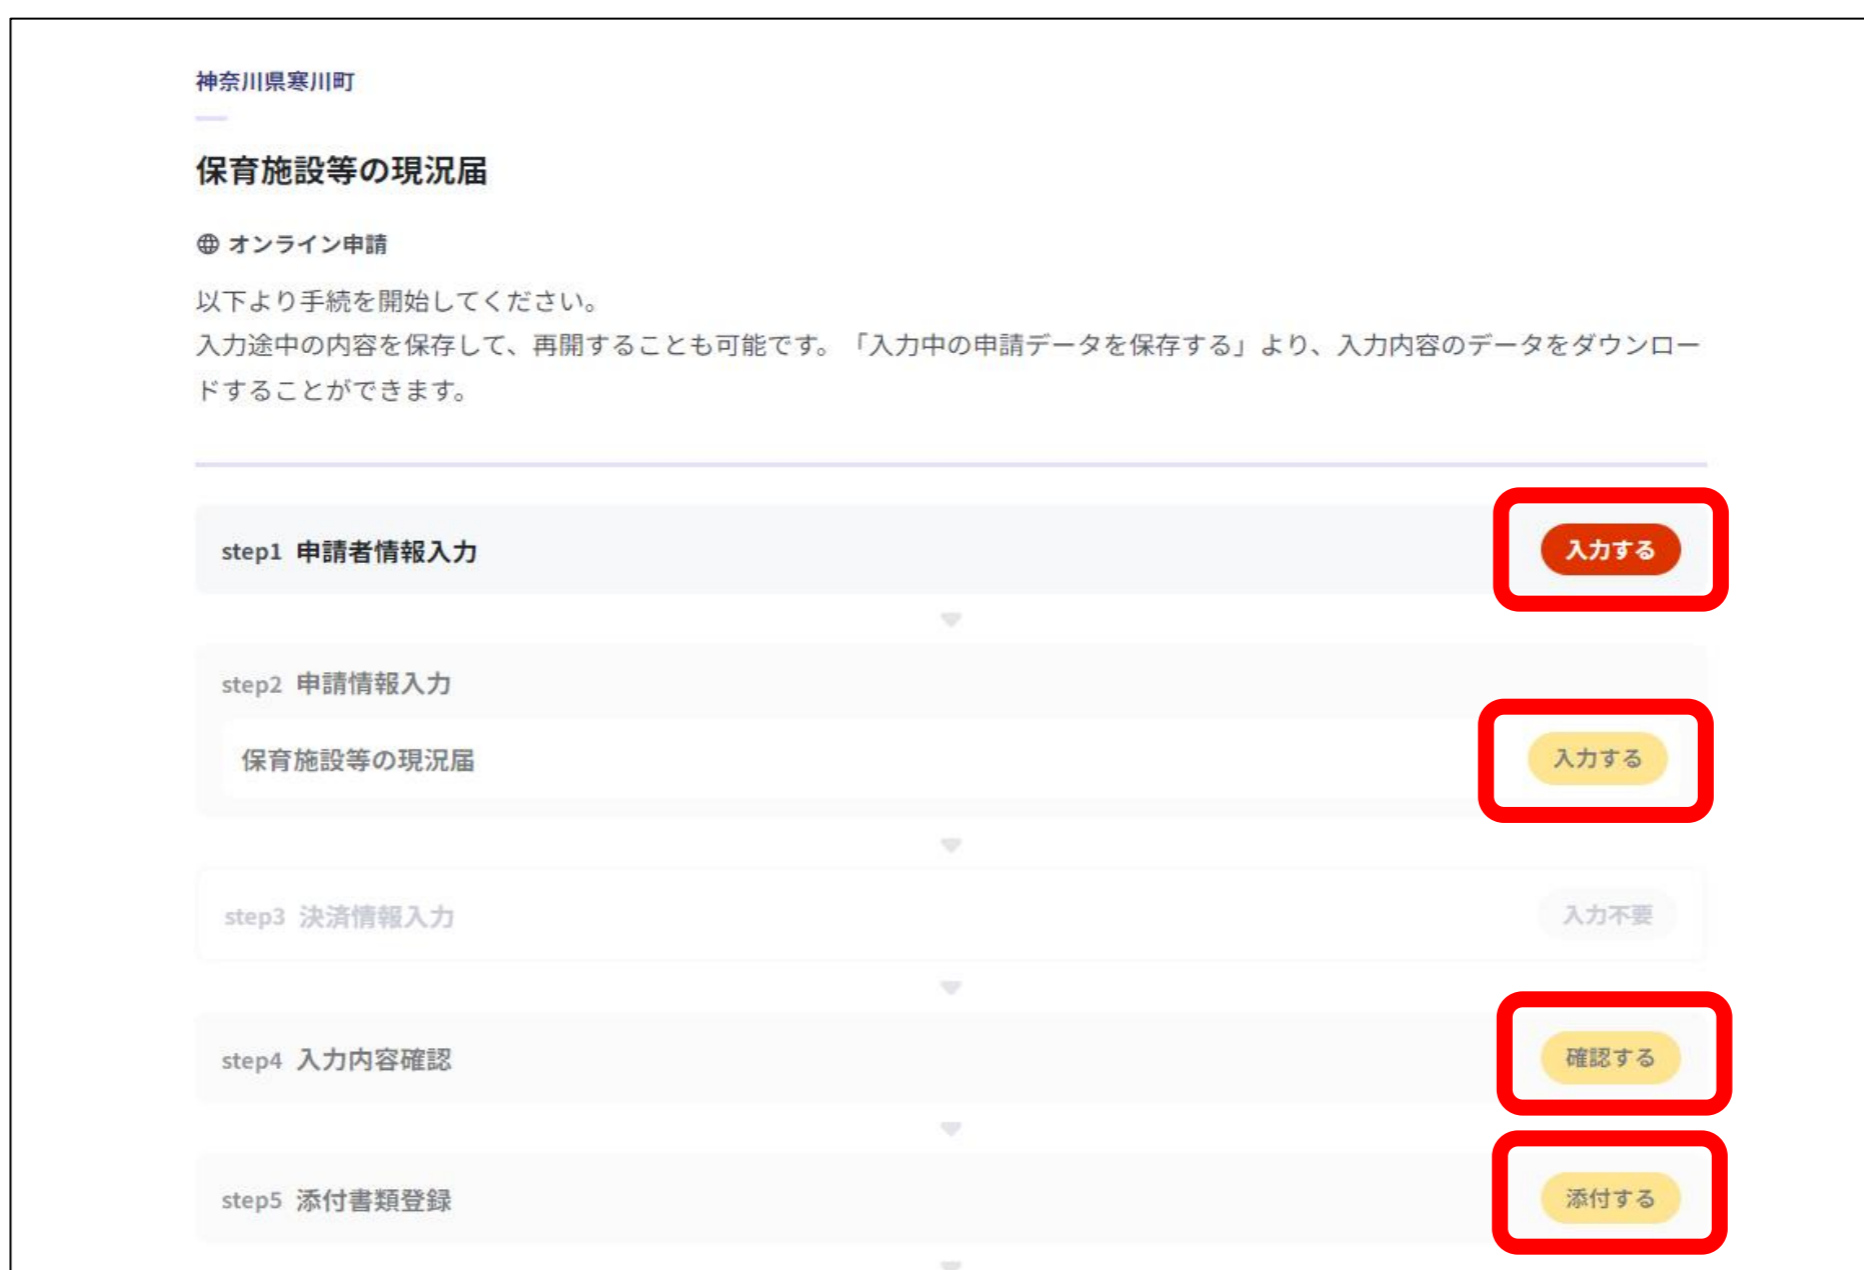 神奈川県寒川町
保育施設等の現況届
オンライン申請
以下より手続を開始してください。
入力途中の内容を保存して、再開することも可能です。「入力中の申請データを保存する」より、入力内容のデータをダウンロー
ドすることができます。
step1 申請者情報入力 入力する
step2 申請情報入力
保育施設等の現況届 入力する
step3 決済情報入力 入力不要
step4 入力内容確認 確認する
step5 添付書類登録 添付する